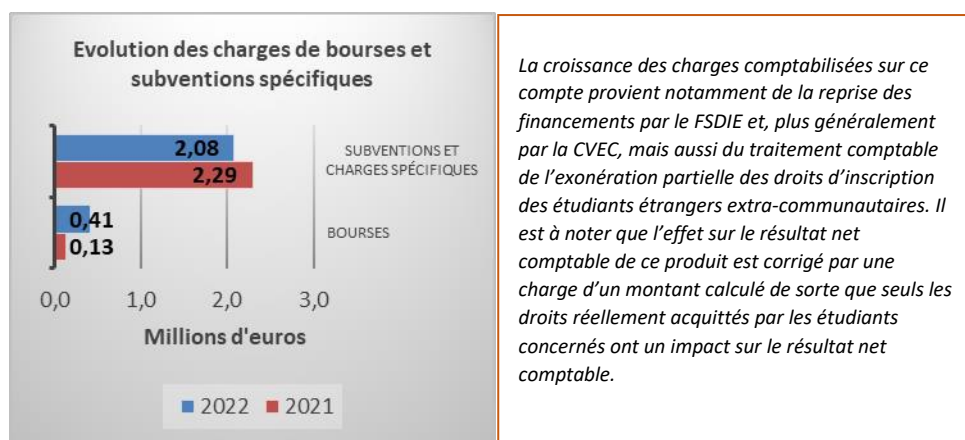 Evolution des charges de bourses et
subventions spécifiques
2,08
2,29
SUBVENTIONS ET
CHARGES SPÉCIFIQUES
0,41
0,13
BOURSES
0,0 1,0 2,0 3,0
Millions d'euros
2022 2021
La croissance des charges comptabilisées sur ce
compte provient notamment de la reprise des
financements par le FSDIE et, plus généralement
par la CVEC, mais aussi du traitement comptable
de l’exonération partielle des droits d’inscription
des étudiants étrangers extra-communautaires. Il
est à noter que l’effet sur le résultat net
comptable de ce produit est corrigé par une
charge d’un montant calculé de sorte que seuls les
droits réellement acquittés par les étudiants
concernés ont un impact sur le résultat net
comptable.